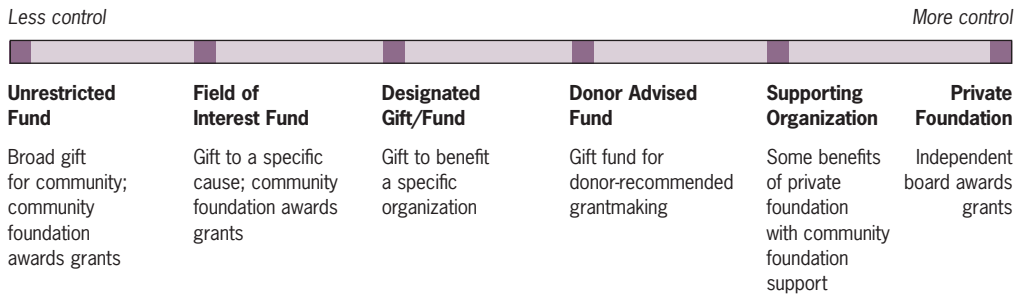 Less control
More control
Unrestricted
Fund
Broad gift
for community;
community
foundation
awards grants
Field of
Interest Fund
Gift to a specific
cause; community
foundation awards
grants
Designated
Gift/Fund
Gift to benefit
a specific
organization
Donor Advised
Fund
Gift fund for
donor-recommended
grantmaking
Supporting
Organization
Some benefits
of private
foundation
with community
foundation
support
Private
Foundation
Independent
board awards
grants